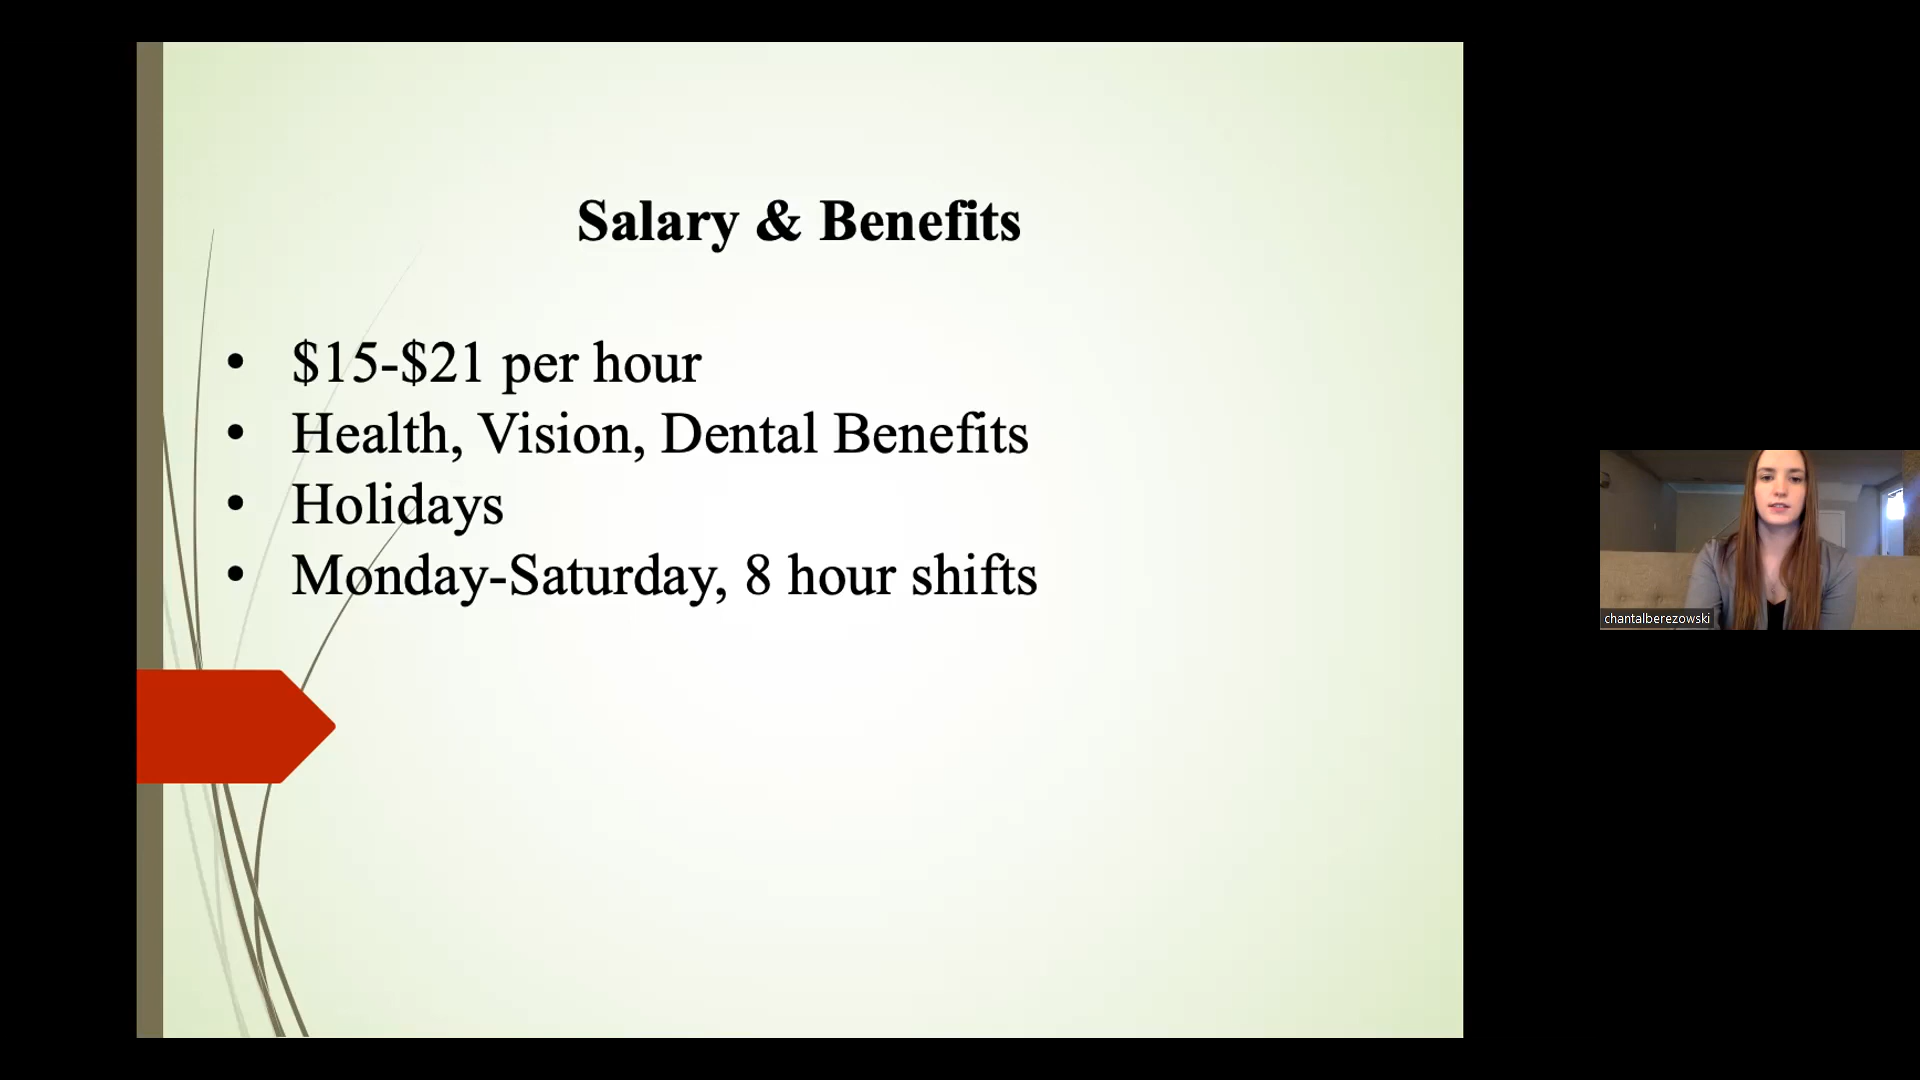 Salary & Benefits
• $15-$21 per hour
• Health, Vision, Dental Benefits
• Holidays
• Monday-Saturday, 8 hour shifts
chantalberezowski